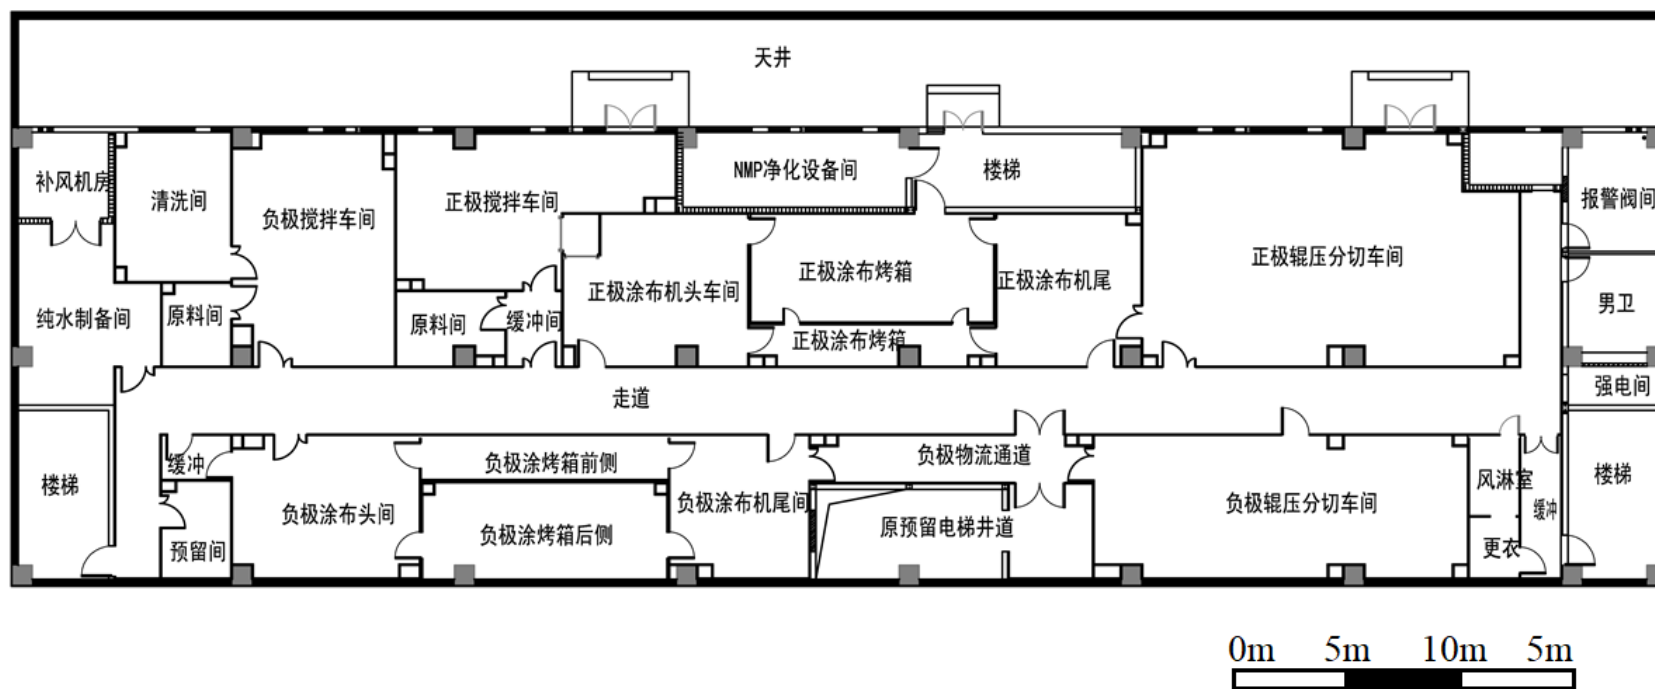 天井
补风机房
清洗间
负极搅拌车间
正极搅拌车间
NMP净化设备间
楼梯
报警阀间
正极辊压分切车间
正极涂布烤箱
正极涂布机尾
正极涂布机头车间
纯水制备间
原料间
原料间
缓冲间
男卫
正极涂布烤箱
强电间
走道
缓冲
负极涂烤箱前侧
负极物流通道
楼梯
负极涂布头间
负极涂烤箱后侧
负极涂布机尾间
原预留电梯井道
负极辊压分切车间
风淋室
缓冲
楼梯
预留间
更衣
0m 5m 10m 5m